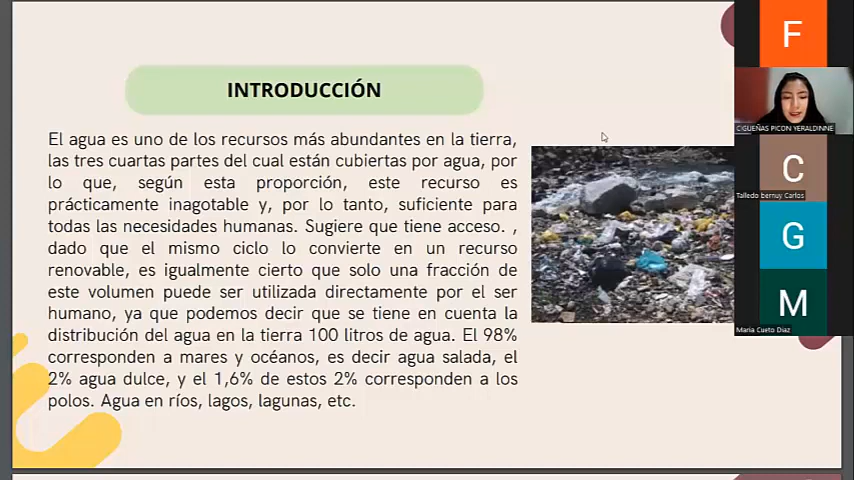 INTRODUCCIÓN
El agua es uno de los recursos más abundantes en la tierra,
las tres cuartas partes del cual están cubiertas por agua, por
lo que, según esta proporción, este recurso es
prácticamente inagotable y, por lo tanto, suficiente para
todas las necesidades humanas. Sugiere que tiene acceso. ,
dado que el mismo ciclo lo convierte en un recurso
renovable, es igualmente cierto que solo una fracción de
este volumen puede ser utilizada directamente por el ser
humano, ya que podemos decir que se tiene en cuenta la
distribución del agua en la tierra 100 litros de agua. El 98%
corresponden a mares y océanos, es decir agua salada, el
2% agua dulce, y el 1,6% de estos 2% corresponden a los
polos. Agua en ríos, lagos, lagunas, etc.
F
CIGUEÑAS PICON YERALDINNE
C
Talledo bernuy Carlos
G
M
Maria Cueto Diaz